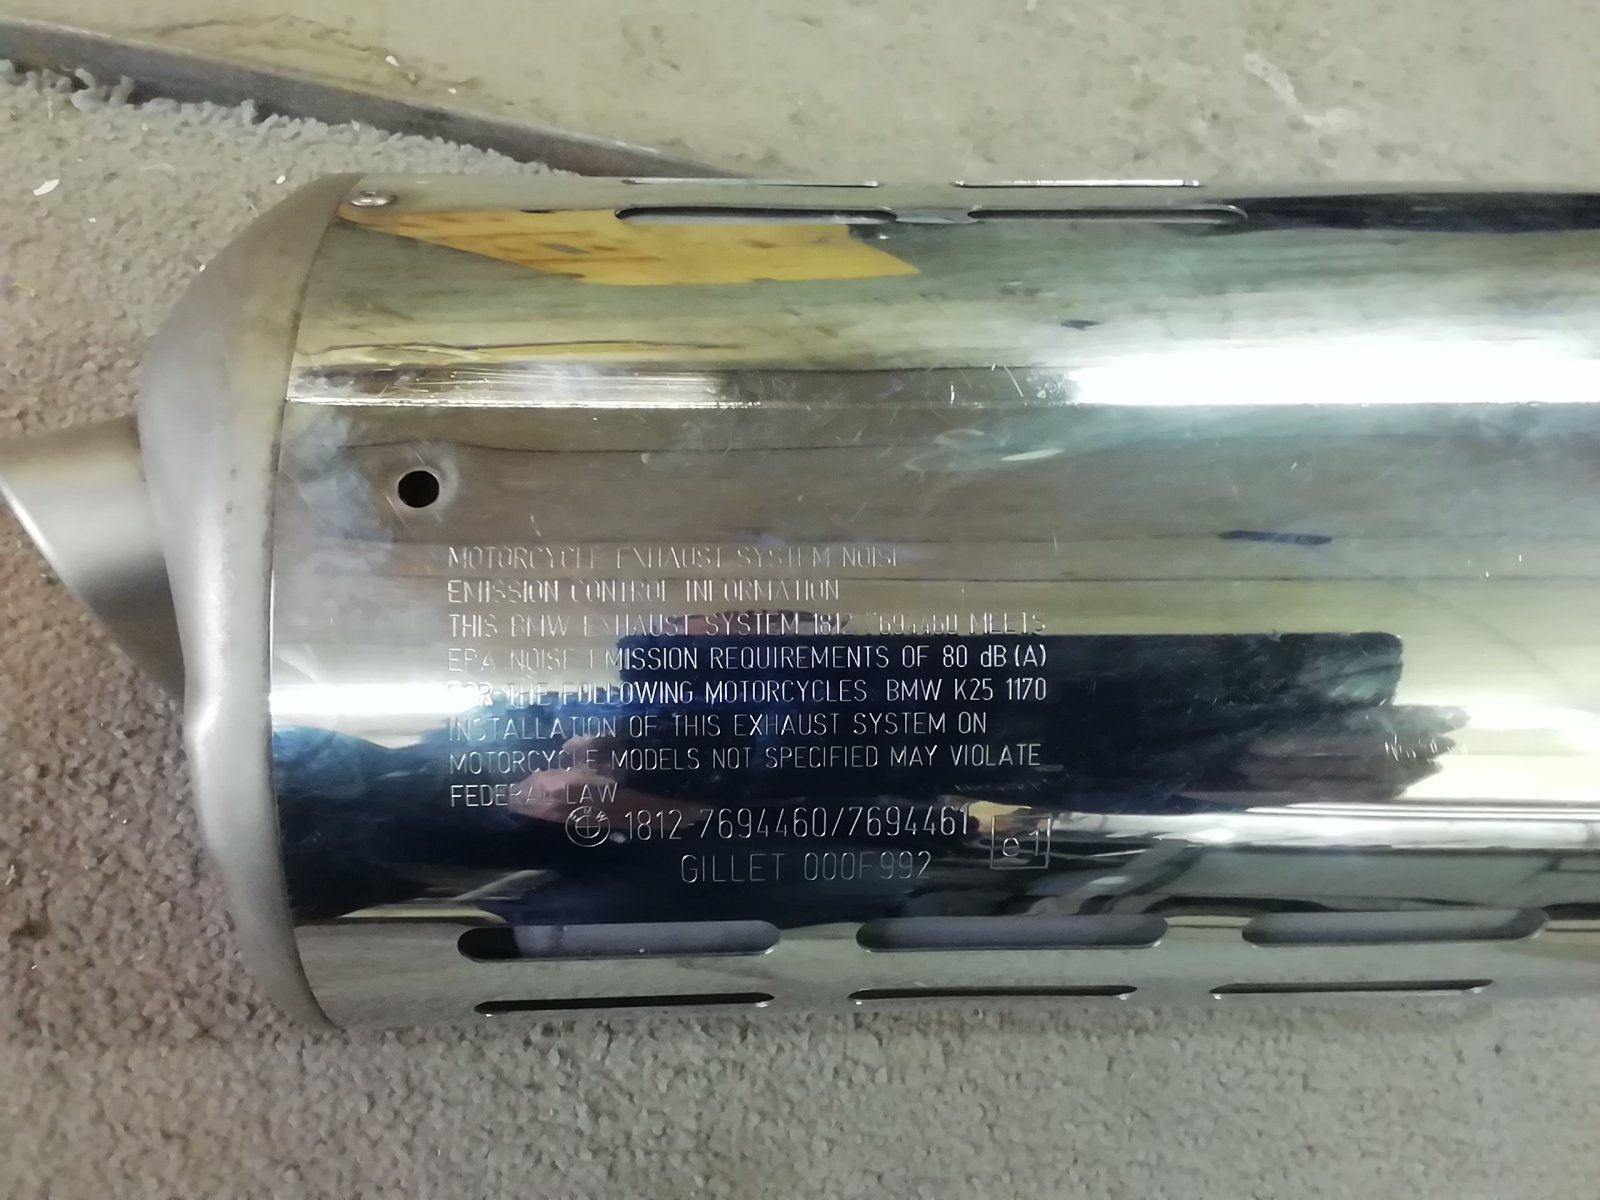 MOTORCYCLE EXHAUST SYSTEM NOISE
EMISSION CONTROL INFORMATION
THIS BMW EXHAUST SYSTEM 1812 7694460 MEETS
EPA NOISE EMISSION REQUIREMENTS OF 80 dB (A)
FOR THE FOLLOWING MOTORCYCLES: BMW K25 1170
INSTALLATION OF THIS EXHAUST SYSTEM ON
MOTORCYCLE MODELS NOT SPECIFIED MAY VIOLATE
FEDERAL LAW
BMW 1812-7694460/7694461 e1
GILLET 000F992